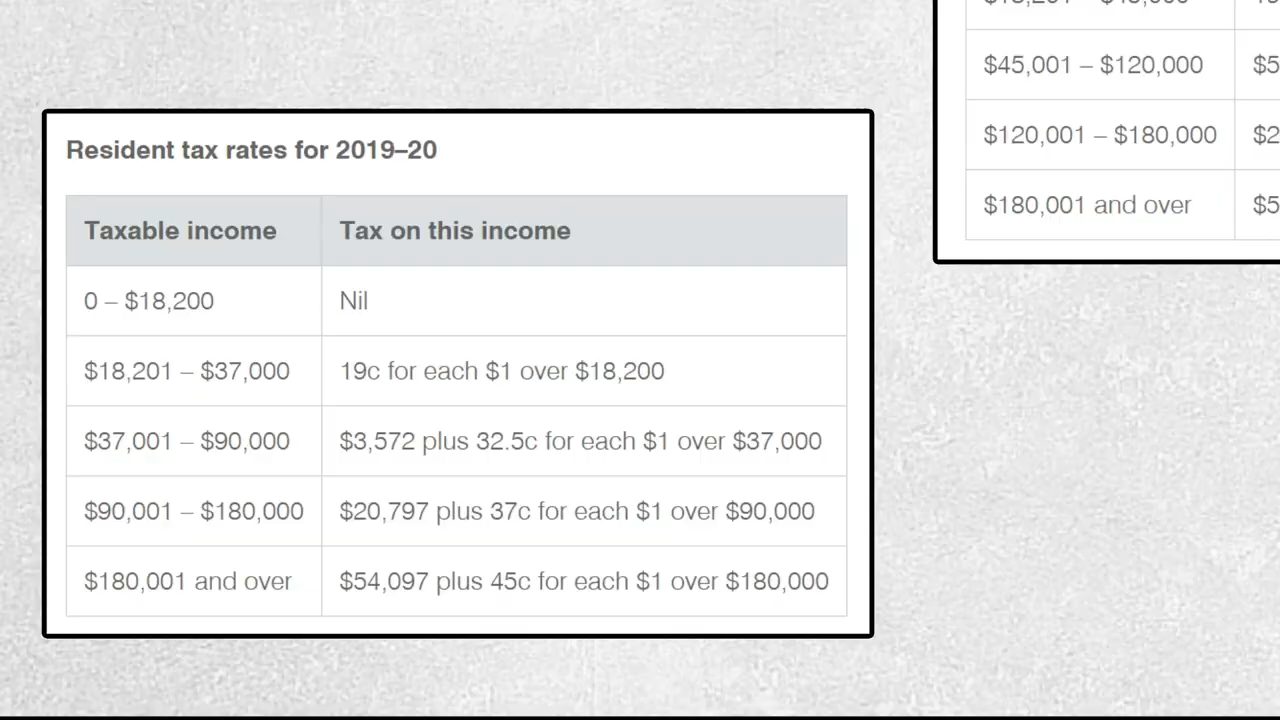 Resident tax rates for 2019–20
Taxable income Tax on this income
0 – $18,200 Nil
$18,201 – $37,000 19c for each $1 over $18,200
$37,001 – $90,000 $3,572 plus 32.5c for each $1 over $37,000
$90,001 – $180,000 $20,797 plus 37c for each $1 over $90,000
$180,001 and over $54,097 plus 45c for each $1 over $180,000
$45,001 – $120,000 $5
$120,001 – $180,000 $2
$180,001 and over $5